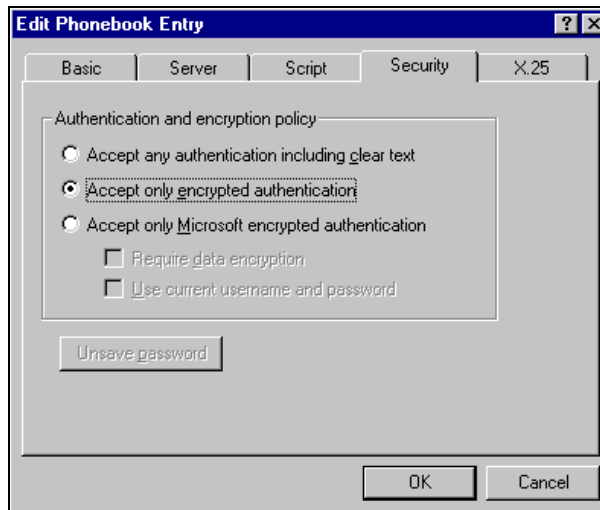 Edit Phonebook Entry
Basic Server Script Security X.25
Authentication and encryption policy
Accept any authentication including clear text
Accept only encrypted authentication
Accept only Microsoft encrypted authentication
Require data encryption
Use current username and password
Unsave password
OK Cancel